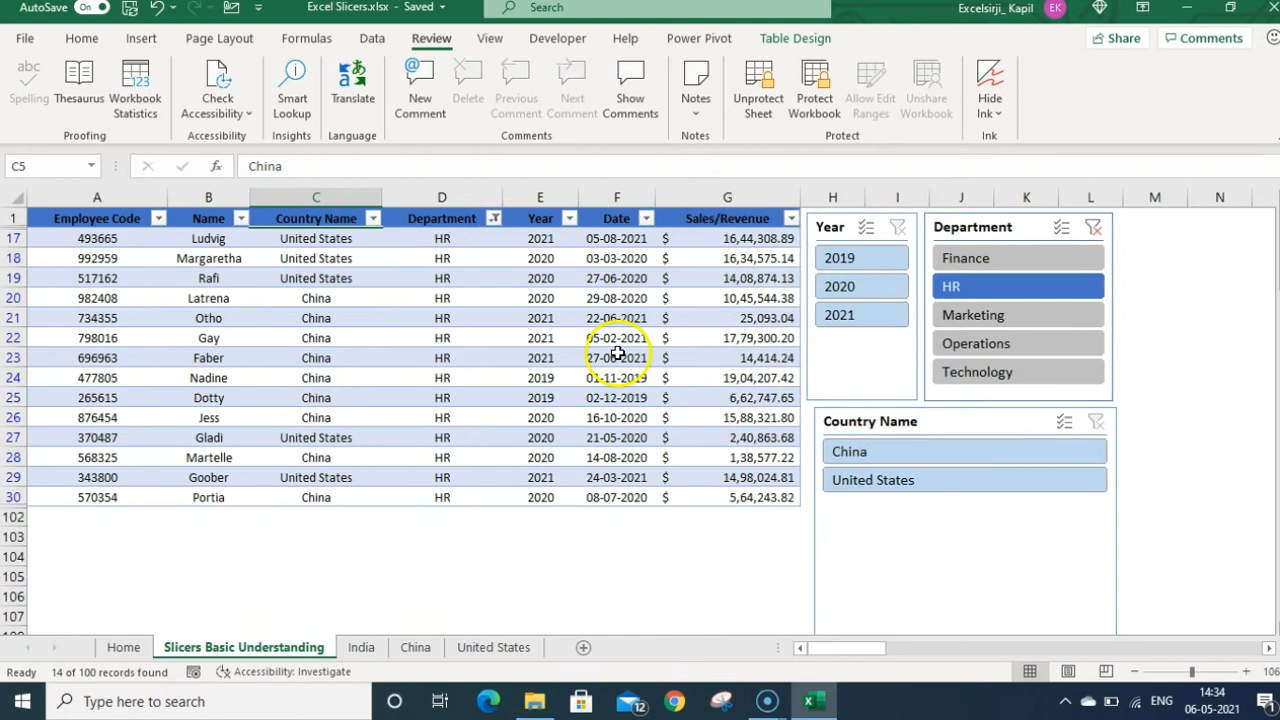 AutoSave On Excel Slicers.xlsx - Saved Search Excelsirji_ Kapil EK
File Home Insert Page Layout Formulas Data Review View Developer Help Power Pivot Table Design Share Comments
abc Spelling Thesaurus Workbook Statistics Check Accessibility Smart Lookup Translate New Comment Delete Previous Comment Next Comment Show Comments Notes Unprotect Sheet Protect Workbook Allow Edit Ranges Unshare Workbook Hide Ink
Proofing Accessibility Insights Language Comments Notes Protect Ink
C5 fx China
A B C D E F G H I J K L M N
1 Employee Code Name Country Name Department Year Date Sales/Revenue
17 493665 Ludvig United States HR 2021 05-08-2021 $ 16,44,308.89
18 992959 Margaretha United States HR 2020 03-03-2020 $ 16,34,575.14
19 517162 Rafi United States HR 2020 27-06-2020 $ 14,08,874.13
20 982408 Latrena China HR 2020 29-08-2020 $ 10,45,544.38
21 734355 Otho China HR 2021 22-06-2021 $ 25,093.04
22 798016 Gay China HR 2021 05-02-2021 $ 17,79,300.20
23 696963 Faber China HR 2021 $ 14,414.24
24 477805 Nadine China HR 2019 01-11-2019 $ 19,04,207.42
25 265615 Dotty China HR 2019 02-12-2019 $ 6,62,747.65
26 876454 Jess China HR 2020 16-10-2020 $ 15,88,321.80
27 370487 Gladi United States HR 2020 21-05-2020 $ 2,40,863.68
28 568325 Martelle China HR 2020 14-08-2020 $ 1,38,577.22
29 343800 Goober United States HR 2021 24-03-2021 $ 14,98,024.81
30 570354 Portia China HR 2020 08-07-2020 $ 5,64,243.82
102
103
104
105
106
107
Year
2019
2020
2021
Department
Finance
HR
Marketing
Operations
Technology
Country Name
China
United States
Home Slicers Basic Understanding India China United States
Ready 14 of 100 records found Accessibility: Investigate 106
Type here to search 12 ENG 14:34
06-05-2021